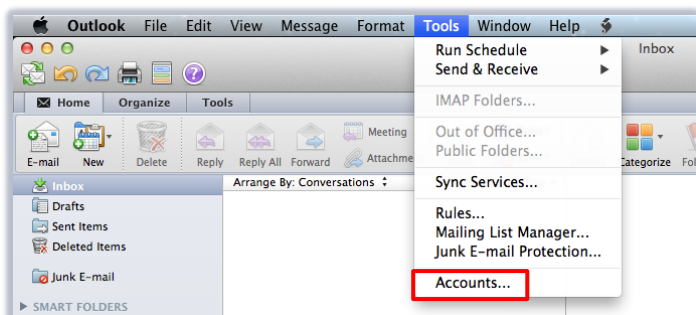 Outlook File Edit View Message Format Tools Window Help
Inbox
Run Schedule
Send & Receive
IMAP Folders...
Out of Office...
Public Folders...
Sync Services...
Rules...
Mailing List Manager...
Junk E-mail Protection...
Accounts...
Home Organize Tools
E-mail New Delete Reply Reply All Forward Meeting
Attachme
Categorize Fol
Arrange By: Conversations
Inbox
Drafts
Sent Items
Deleted Items
Junk E-mail
SMART FOLDERS